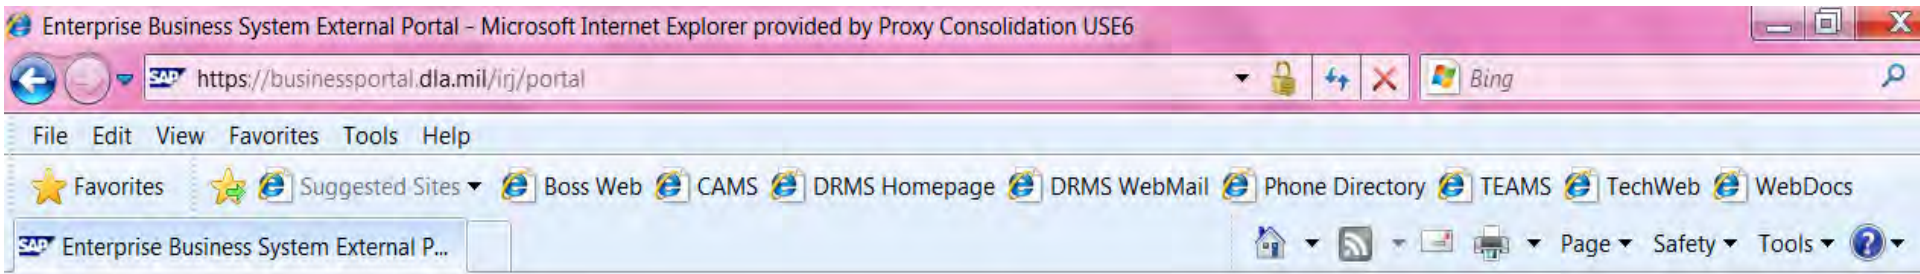 Enterprise Business System External Portal - Microsoft Internet Explorer provided by Proxy Consolidation USE6
SAP https://businessportal.dla.mil/irj/portal Bing
File Edit View Favorites Tools Help
Favorites Suggested Sites Boss Web CAMS DRMS Homepage DRMS WebMail Phone Directory TEAMS TechWeb WebDocs
SAP Enterprise Business System External P... Page Safety Tools